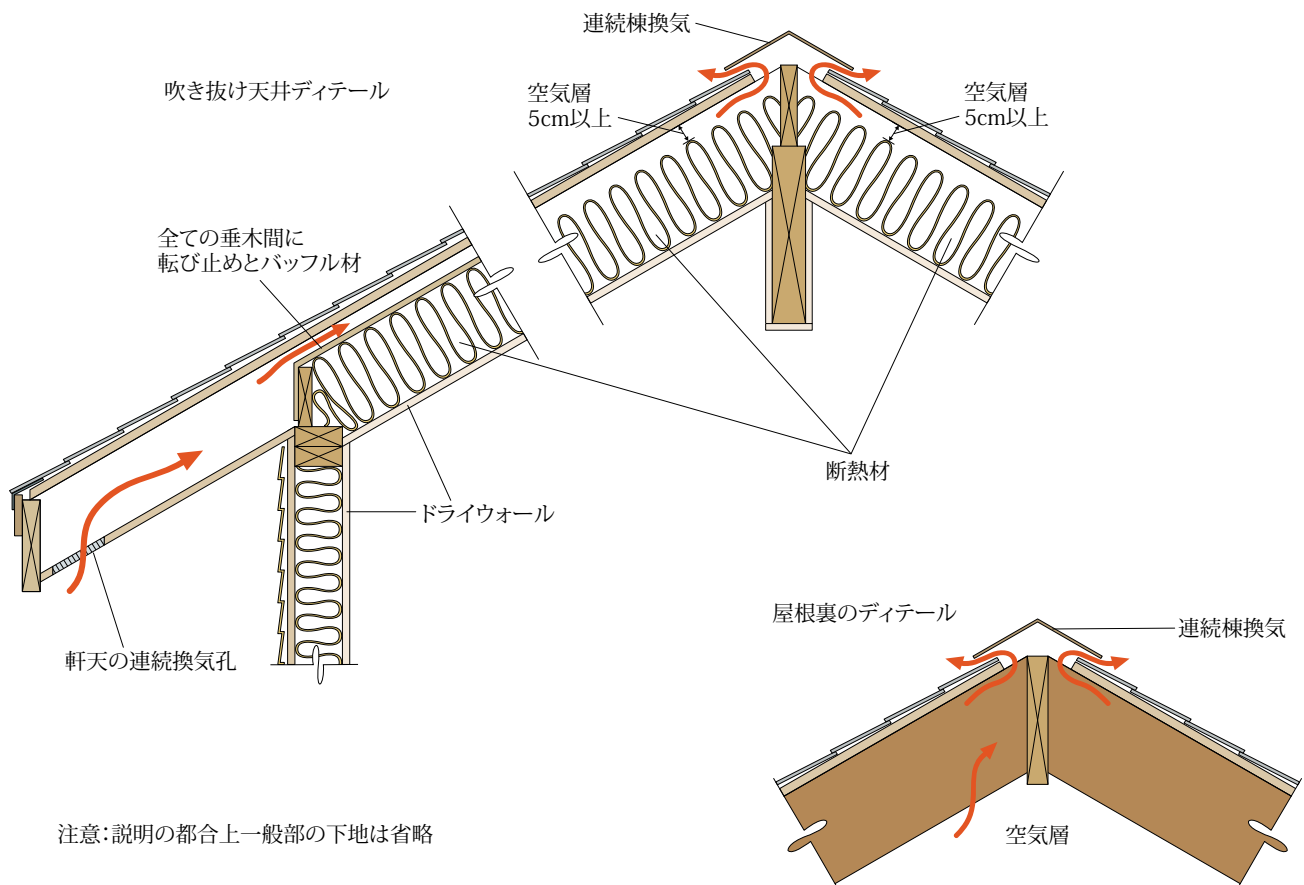 連続棟換気
吹き抜け天井ディテール
空気層
5cm以上
空気層
5cm以上
全ての垂木間に
転び止めとバッフル材
断熱材
ドライウォール
軒天の連続換気孔
屋根裏のディテール
連続棟換気
空気層
注意：説明の都合上一般部の下地は省略